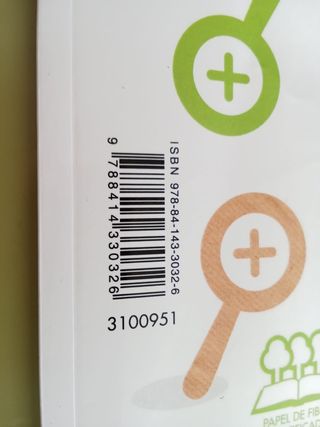 ISBN 978-84-143-3032-6
9 788414 330326
3100951
PAPEL DE FIB